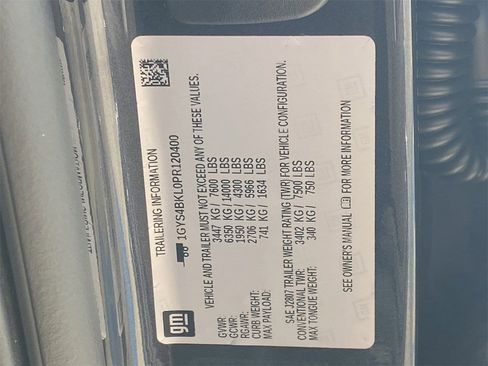 TRAILERING INFORMATION
1GYS4BKL0PR120400
VEHICLE AND TRAILER MUST NOT EXCEED ANY OF THESE VALUES.
GVWR: 3447 KG / 7600 LBS
GCWR: 6350 KG / 14000 LBS
RGAWR: 1950 KG / 4300 LBS
CURB WEIGHT: 2706 KG / 5966 LBS
MAX PAYLOAD: 741 KG / 1634 LBS
SAE J2807 TRAILER WEIGHT RATING (TWR) FOR VEHICLE CONFIGURATION.
CONVENTIONAL TWR: 3402 KG / 7500 LBS
MAX TONGUE WEIGHT: 340 KG / 750 LBS
SEE OWNER'S MANUAL FOR MORE INFORMATION.
gm